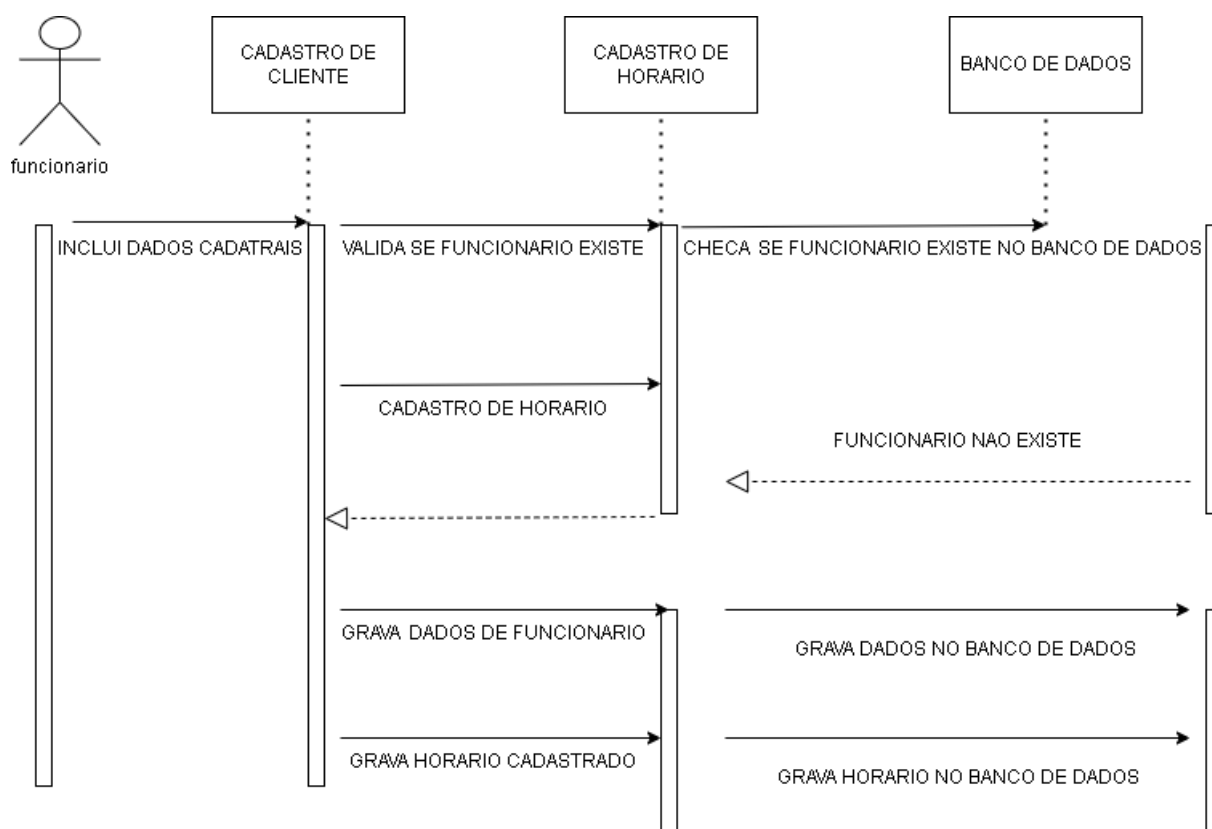 CADASTRO DE
CLIENTE
CADASTRO DE
HORARIO
BANCO DE DADOS
funcionario
INCLUI DADOS CADATRAIS
VALIDA SE FUNCIONARIO EXISTE
CHECA SE FUNCIONARIO EXISTE NO BANCO DE DADOS
CADASTRO DE HORARIO
FUNCIONARIO NAO EXISTE
GRAVA DADOS DE FUNCIONARIO
GRAVA DADOS NO BANCO DE DADOS
GRAVA HORARIO CADASTRADO
GRAVA HORARIO NO BANCO DE DADOS